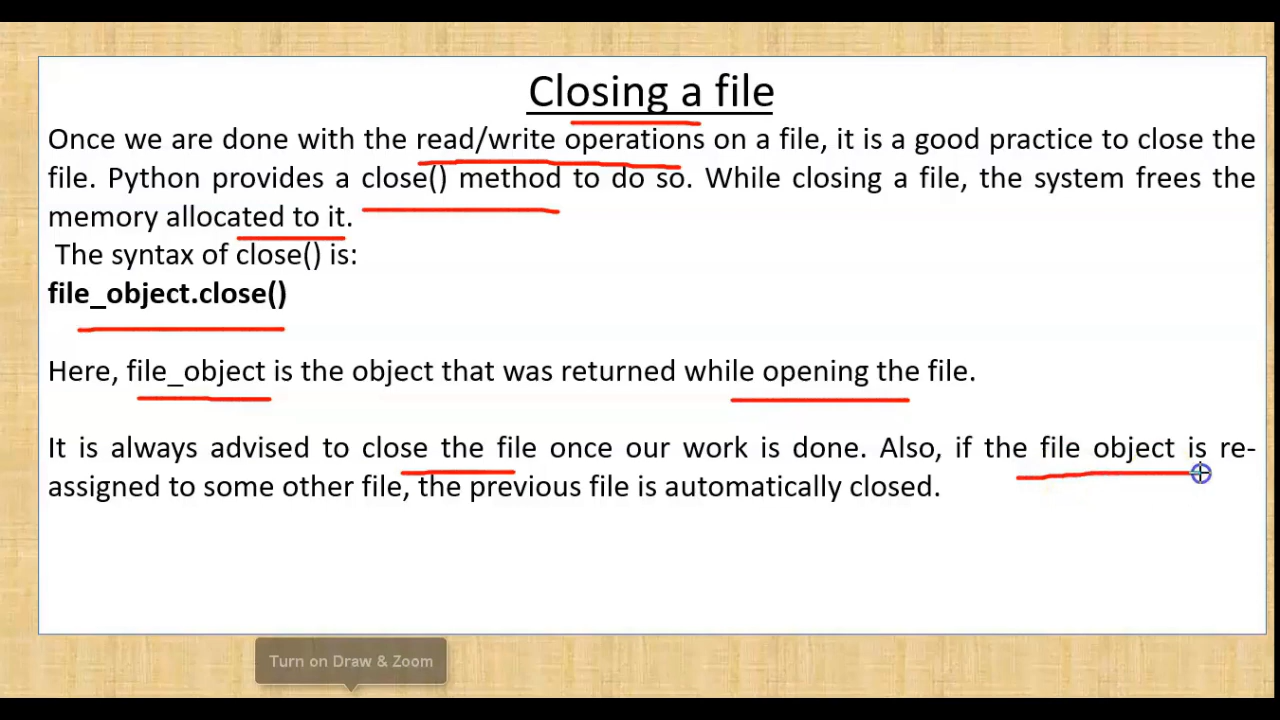 Closing a file
Once we are done with the read/write operations on a file, it is a good practice to close the
file. Python provides a close() method to do so. While closing a file, the system frees the
memory allocated to it.
The syntax of close() is:
file_object.close()
Here, file_object is the object that was returned while opening the file.
It is always advised to close the file once our work is done. Also, if the file object is re-
assigned to some other file, the previous file is automatically closed.
Turn on Draw & Zoom